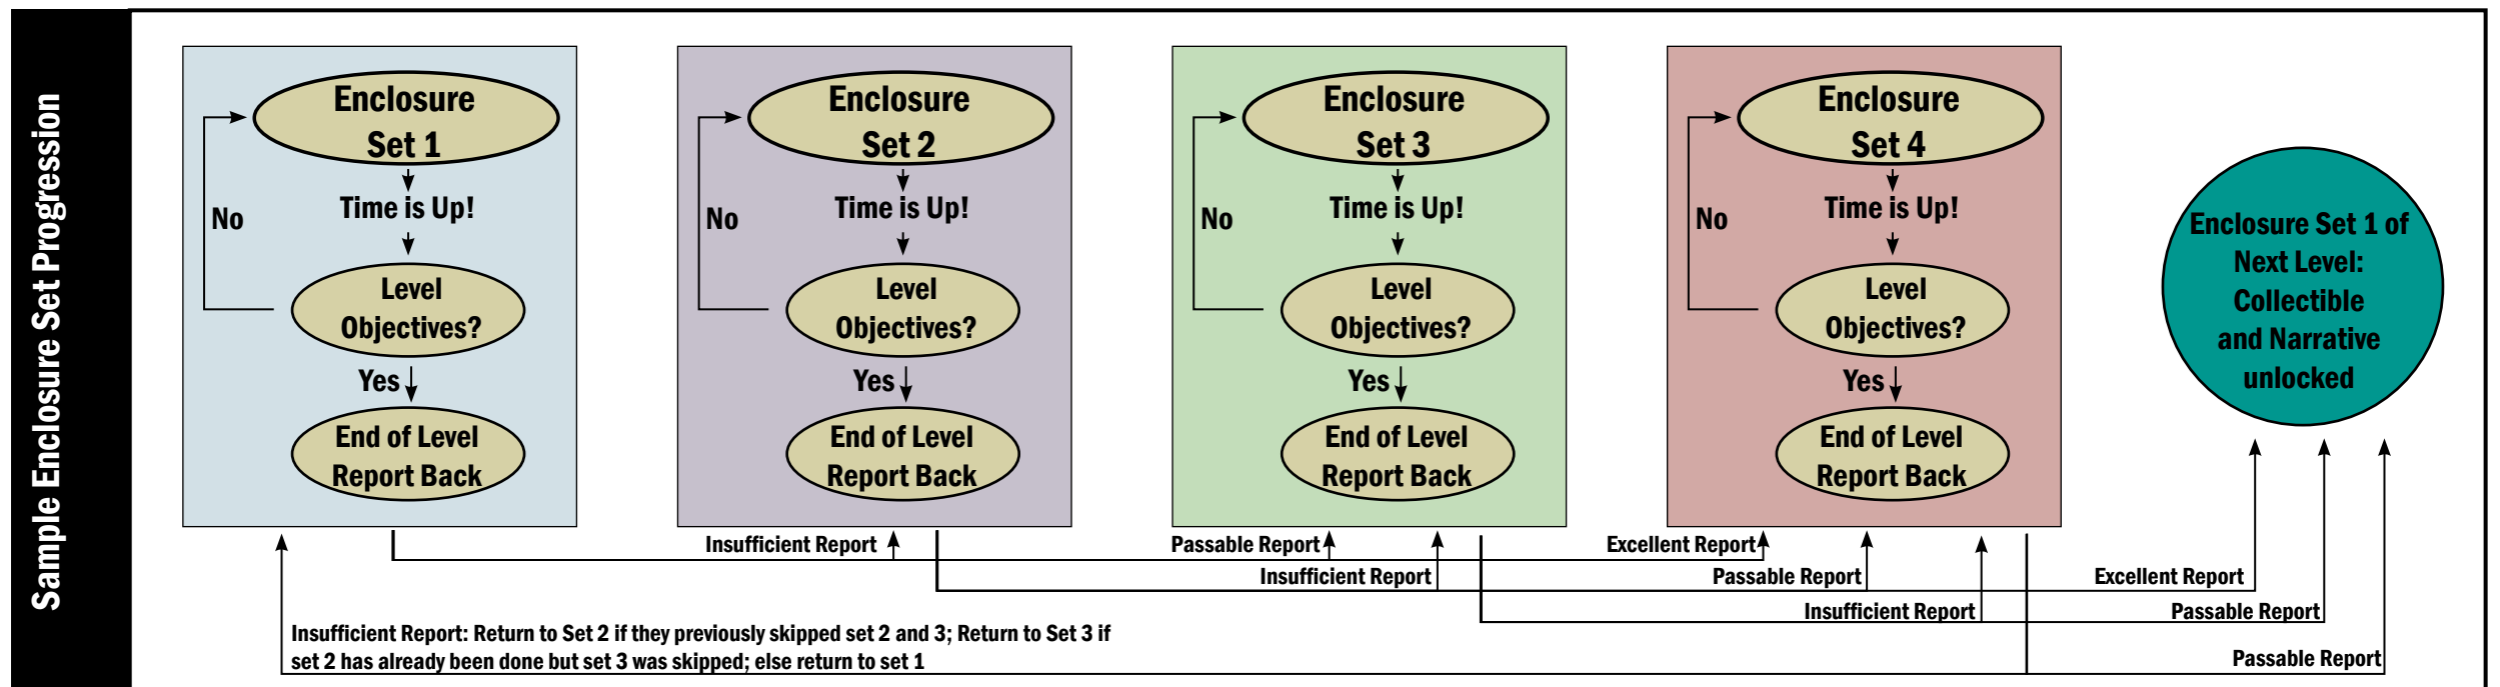 Sample Enclosure Set Progression
Enclosure
Set 1
Time is Up!
No
Level
Objectives?
Yes
End of Level
Report Back
Enclosure
Set 2
Time is Up!
No
Level
Objectives?
Yes
End of Level
Report Back
Enclosure
Set 3
Time is Up!
No
Level
Objectives?
Yes
End of Level
Report Back
Enclosure
Set 4
Time is Up!
No
Level
Objectives?
Yes
End of Level
Report Back
Enclosure Set 1 of
Next Level:
Collectible
and Narrative
unlocked
Insufficient Report
Passable Report
Excellent Report
Insufficient Report
Passable Report
Excellent Report
Insufficient Report
Passable Report
Insufficient Report: Return to Set 2 if they previously skipped set 2 and 3; Return to Set 3 if
set 2 has already been done but set 3 was skipped; else return to set 1
Passable Report